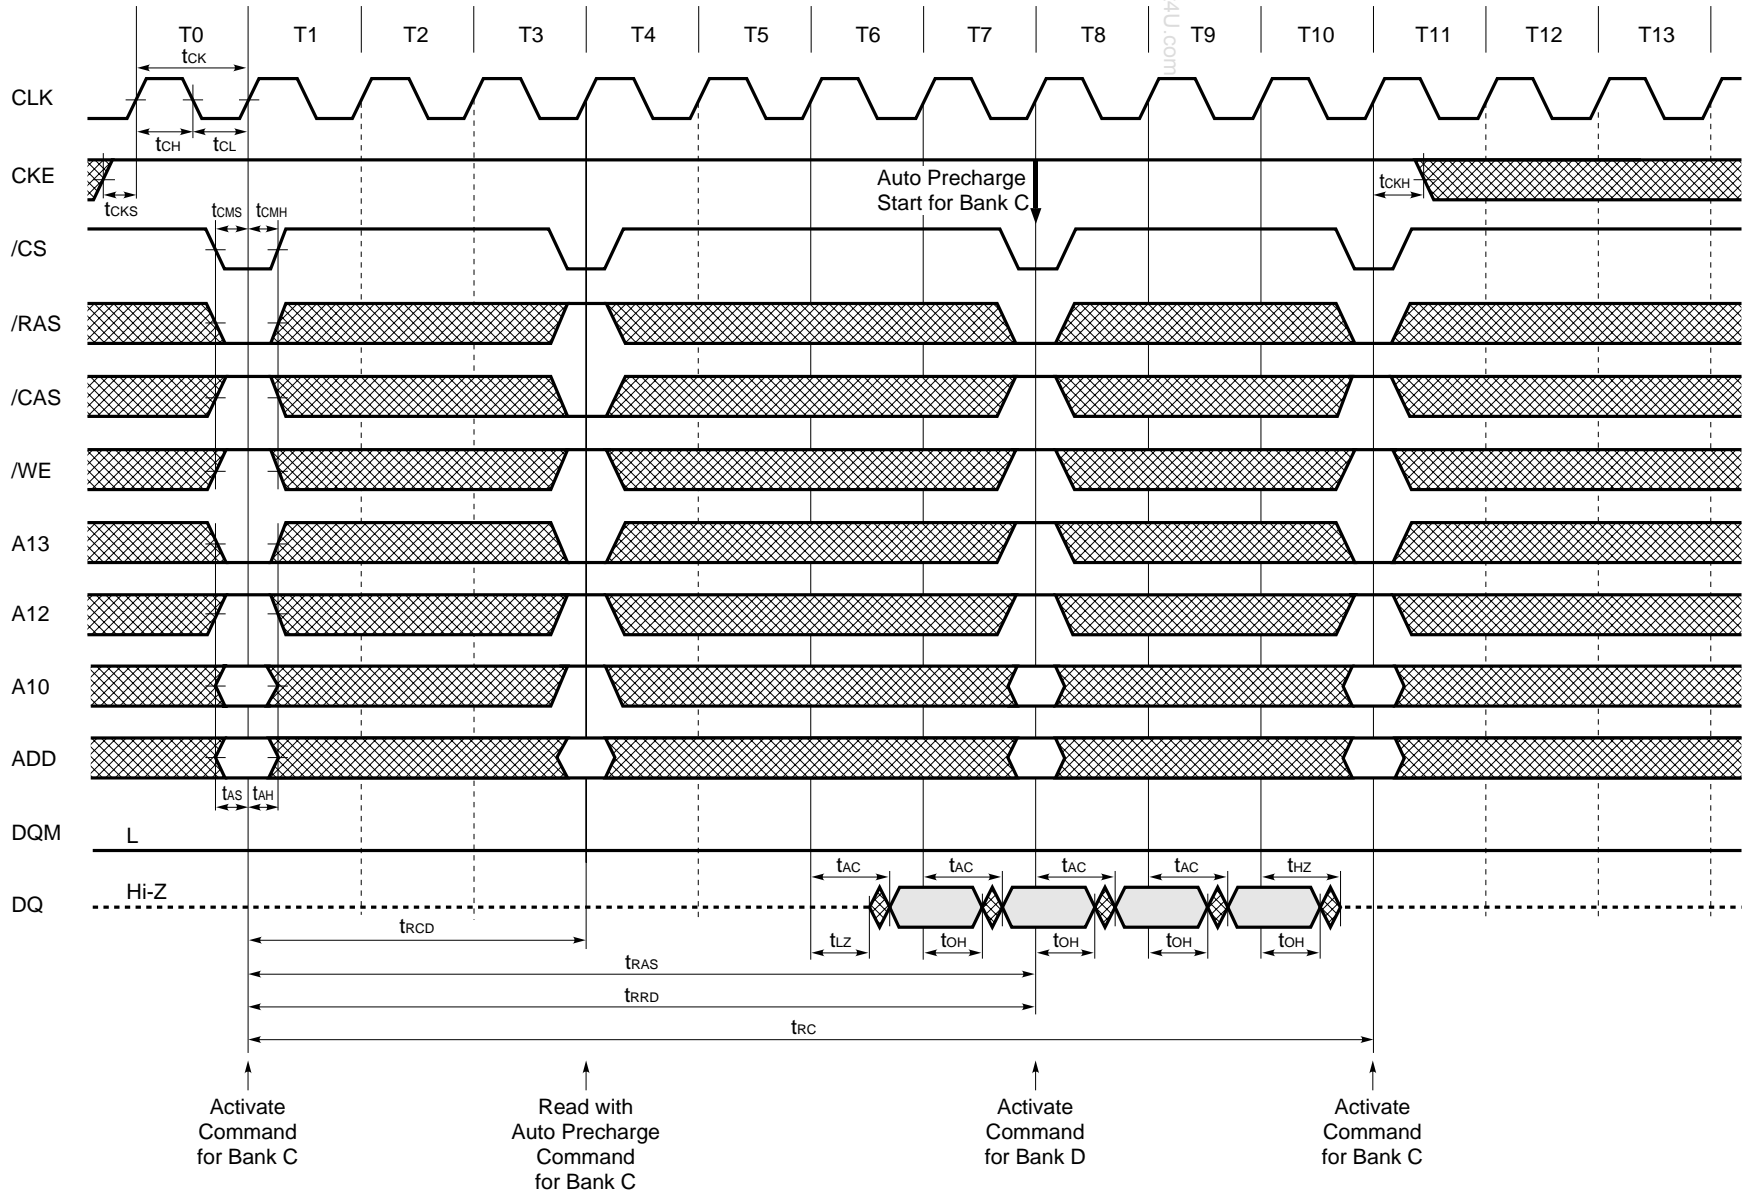 T0 T1 T2 T3 T4 T5 T6 T7 T8 T9 T10 T11 T12 T13
4U.com
tCK
CLK
tCH tCL
CKE
Auto Precharge
Start for Bank C
tCKH
tCKS
tCMS tCMH
/CS
/RAS
/CAS
/WE
A13
A12
A10
ADD
tAS tAH
DQM
L
tAC tAC tAC tAC tHZ
Hi-Z
DQ
tRCD
tLZ tOH tOH tOH tOH
tRAS
tRRD
tRC
Activate
Command
for Bank C
Read with
Auto Precharge
Command
for Bank C
Activate
Command
for Bank D
Activate
Command
for Bank C